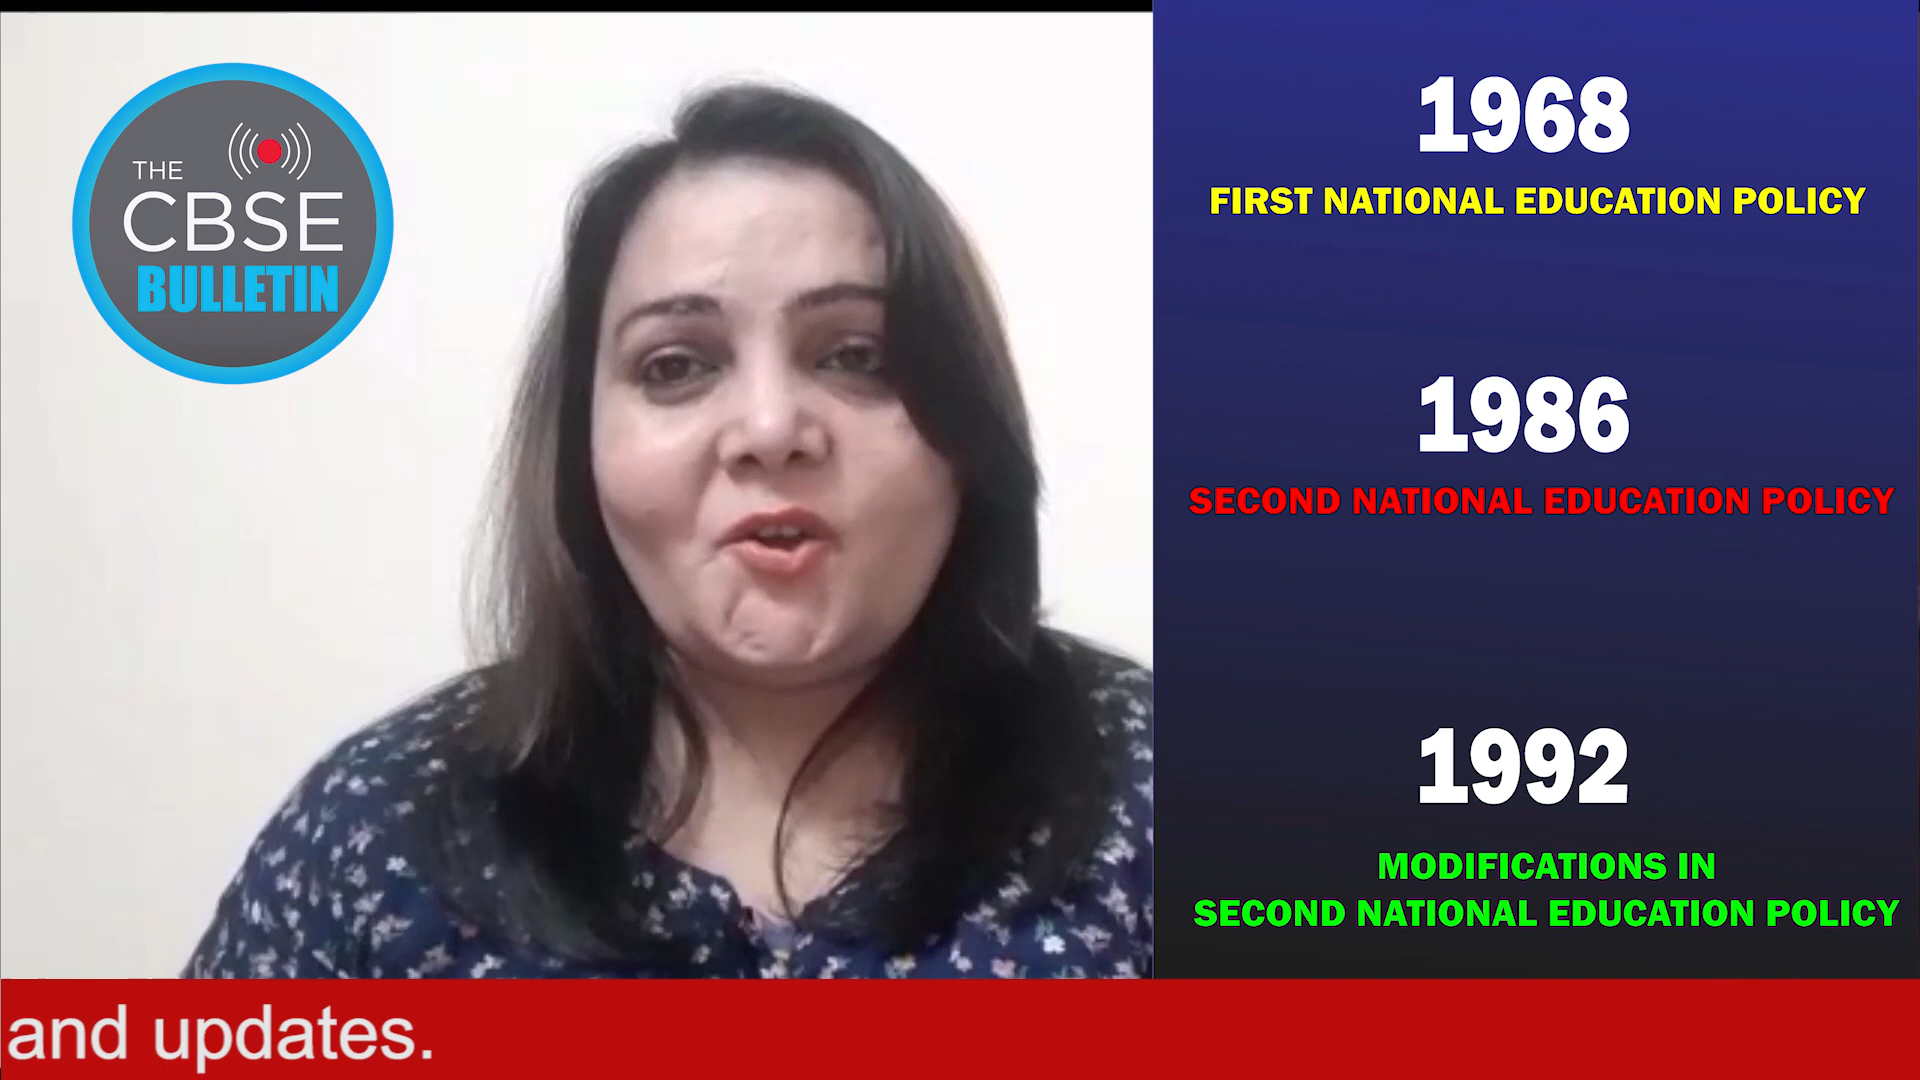 THE
CBSE
BULLETIN
1968
FIRST NATIONAL EDUCATION POLICY
1986
SECOND NATIONAL EDUCATION POLICY
1992
MODIFICATIONS IN
SECOND NATIONAL EDUCATION POLICY
and updates.